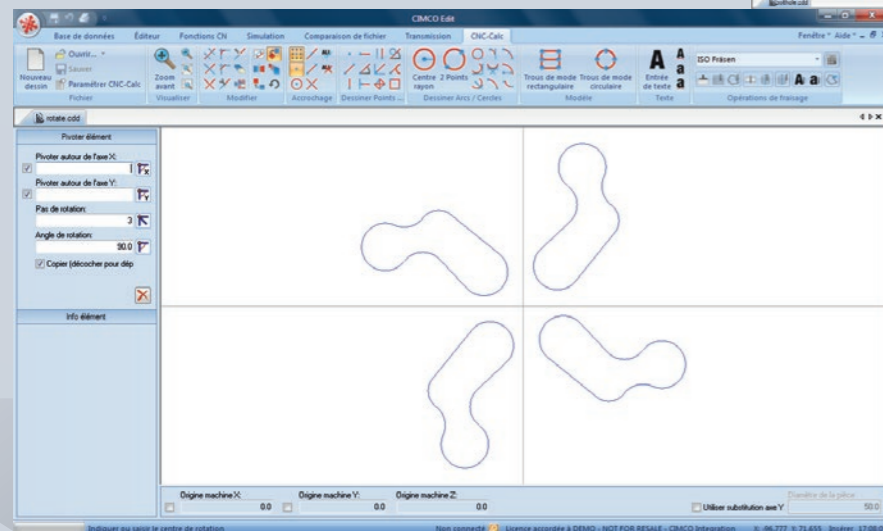 CIMCO Edit
Base de données Éditeur Fonctions CN Simulation Comparaison de fichier Transmission CNC-Calc Fenêtre Aide
Nouveau dessin
Ouvrir...
Sauver
Paramétrer CNC-Calc
Zoom avant
Centre rayon
2 Points
Trous de mode rectangulaire
Trous de mode circulaire
Entrée de texte
ISO Fräsen
Fichier Visualiser Modifier Accrochage Dessiner Points ... Dessiner Arcs / Cercles Modèle Texte Opérations de fraisage
rotate.cdd
Pivoter élément
Pivoter autour de l'axe X:
Pivoter autour de l'axe Y:
Pas de rotation:
3
Angle de rotation:
90.0
Copier (décocher pour dép
Info élément
Origine machine X: Origine machine Y: Origine machine Z: Diamètre de la pièce
0.0 0.0 0.0 Utiliser substitution axe Y 50.0
Indiquer ou saisir le centre de rotation Non connecté Licence accordée à DEMO - NOT FOR RESALE - CIMCO Integration X: -96.777 Y: 71.655 Insérer